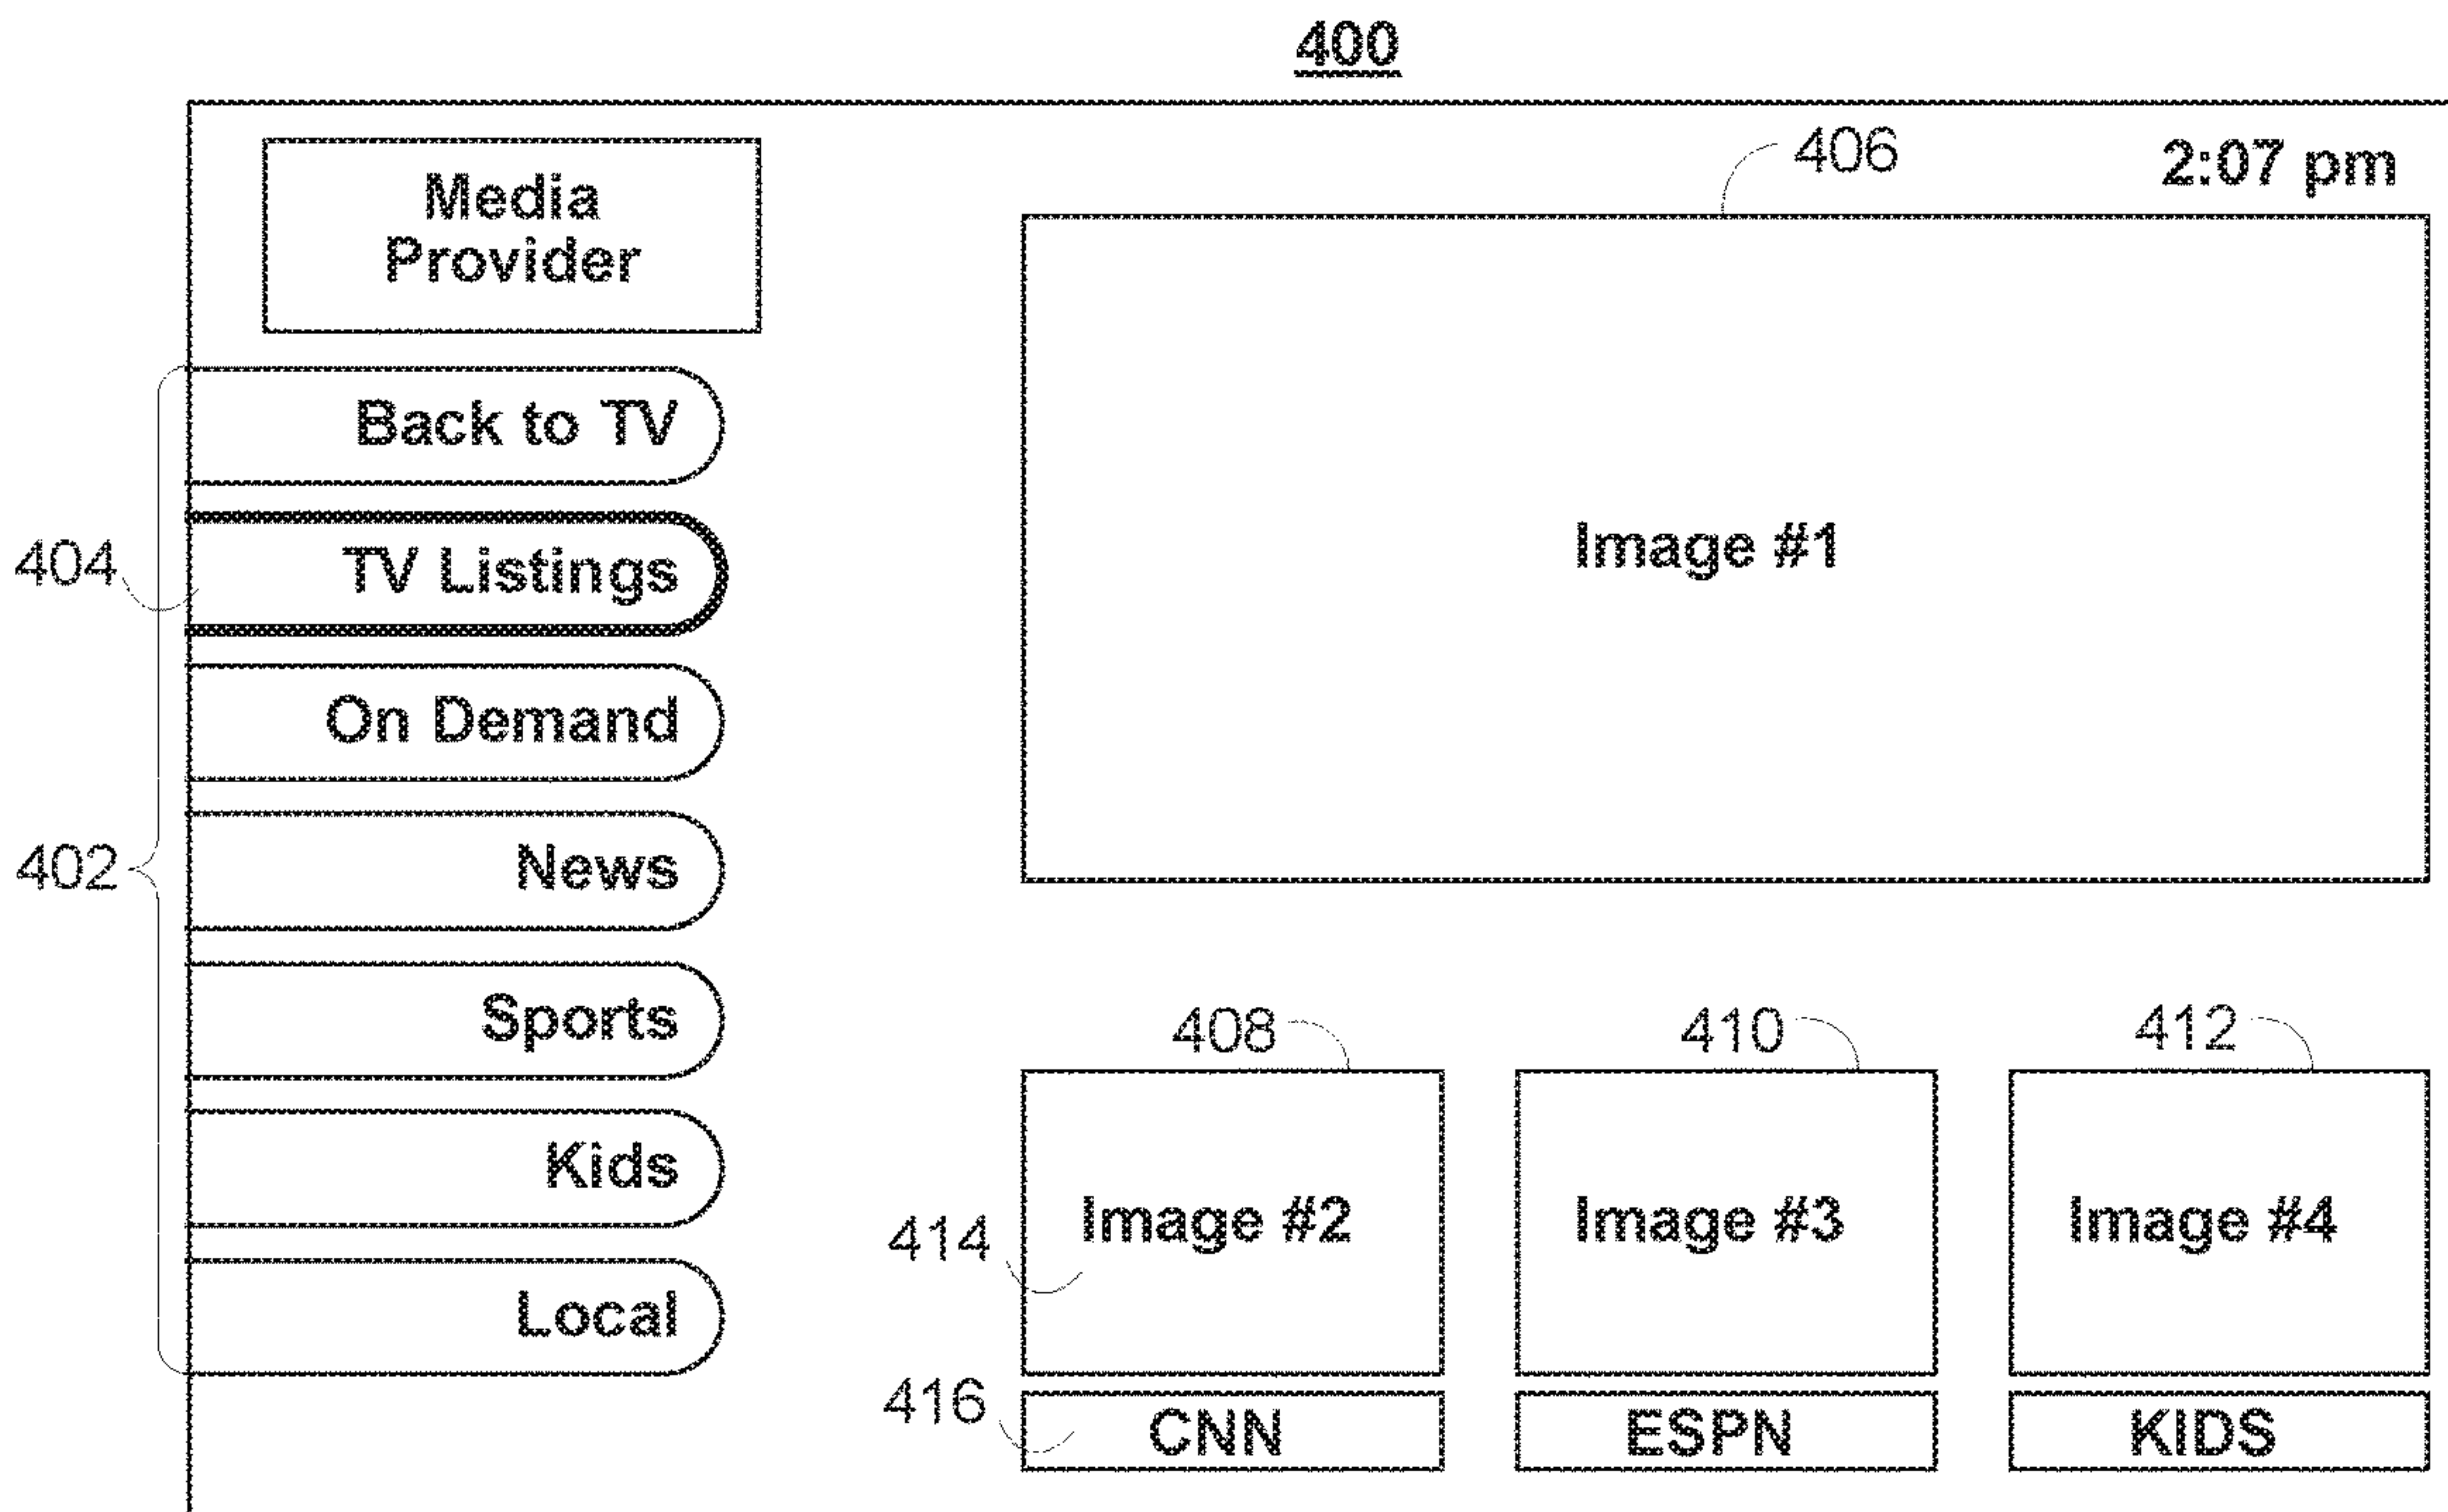 400
406
2:07 pm
Media
Provider
Back to TV
404
TV Listings
On Demand
402
News
Sports
Kids
Local
Image #1
408
410
412
Image #2
Image #3
Image #4
414
416
CNN
ESPN
KIDS